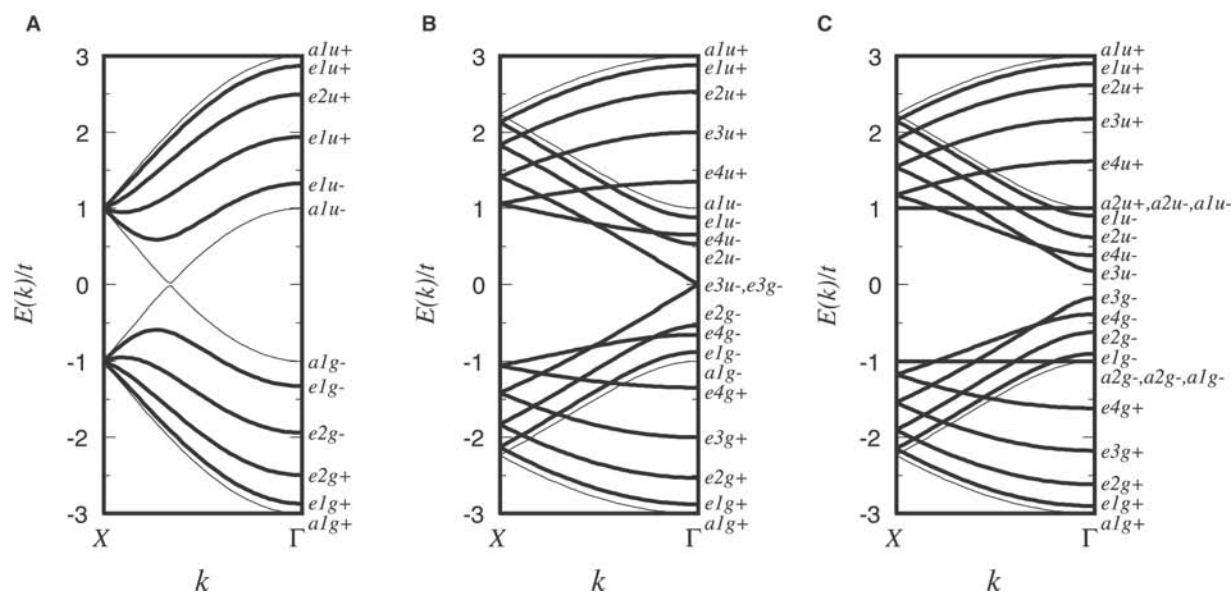 A
E(k)/t
3
2
1
0
-1
-2
-3
X
Γ
k
a1u+
e1u+
e2u+
e1u+
e1u-
a1u-
a1g-
e1g-
e2g-
e2g+
e1g+
a1g+
B
E(k)/t
3
2
1
0
-1
-2
-3
X
Γ
k
a1u+
e1u+
e2u+
e3u+
e4u+
a1u-
e1u-
e4u-
e2u-
e3u-,e3g-
e2g-
e4g-
e1g-
a1g-
e4g+
e3g+
e2g+
e1g+
a1g+
C
E(k)/t
3
2
1
0
-1
-2
-3
X
Γ
k
a1u+
e1u+
e2u+
e3u+
e4u+
a2u+,a2u-,a1u-
e1u-
e2u-
e4u-
e3u-
e3g-
e4g-
e2g-
e1g-
a2g-,a2g-,a1g-
e4g+
e3g+
e2g+
e1g+
a1g+